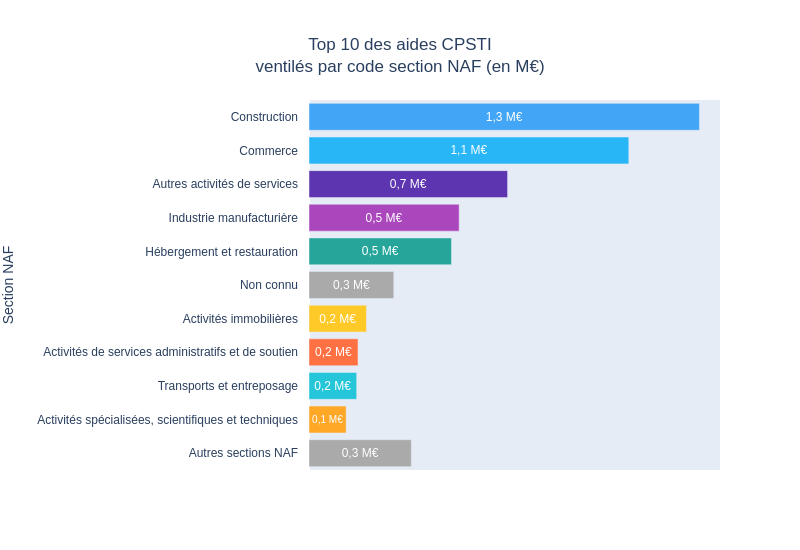 Top 10 des aides CPSTI
ventilés par code section NAF (en M€)
Section NAF
Construction 1,3 M€
Commerce 1,1 M€
Autres activités de services 0,7 M€
Industrie manufacturière 0,5 M€
Hébergement et restauration 0,5 M€
Non connu 0,3 M€
Activités immobilières 0,2 M€
Activités de services administratifs et de soutien 0,2 M€
Transports et entreposage 0,2 M€
Activités spécialisées, scientifiques et techniques 0,1 M€
Autres sections NAF 0,3 M€